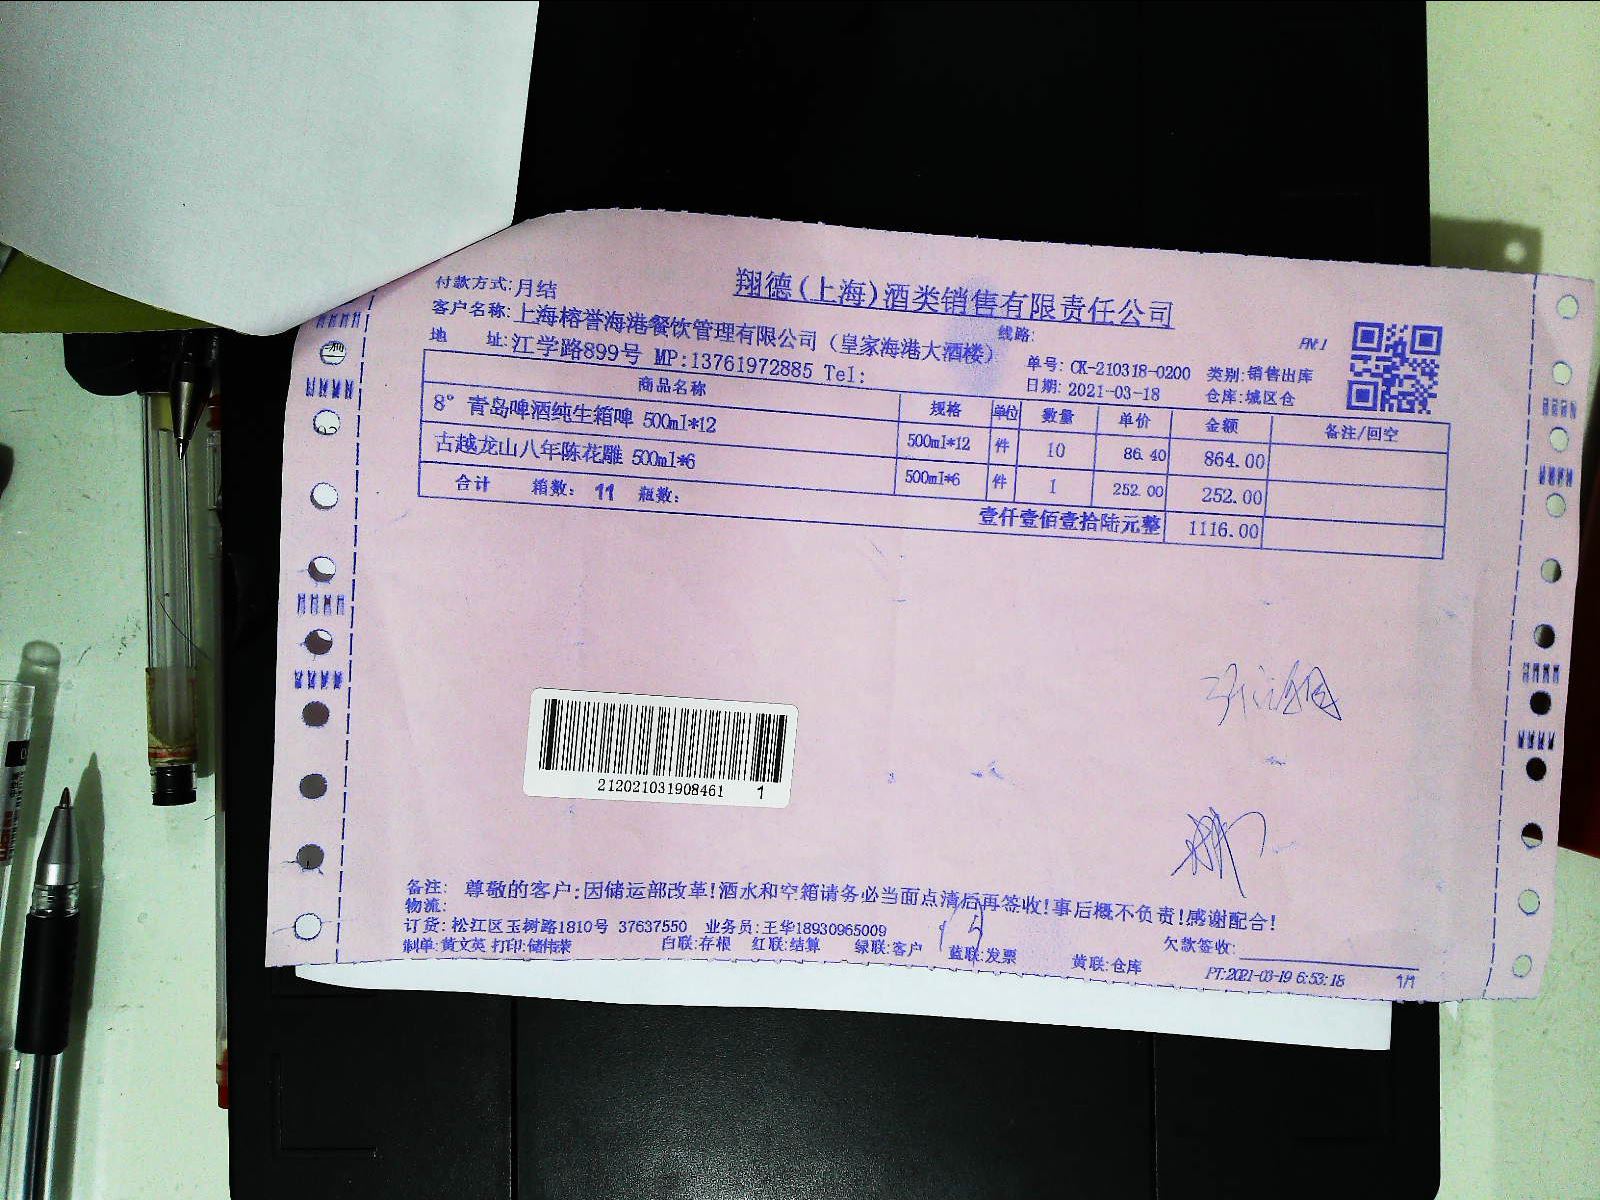 翔德(上海)酒类销售有限责任公司
付款方式:月结
客户名称:上海榕誉海港餐饮管理有限公司（皇家海港大酒楼）
线路:
地 址:江学路899号 MP:13761972885 Tel:
单号: CK-210318-0200 类别:销售出库
日期: 2021-03-18 仓库:城区仓
商品名称 规格 单位 数量 单价 金额 备注/回空
8° 青岛啤酒纯生箱啤 500ml*12 500ml*12 件 10 86.40 864.00
古越龙山八年陈花雕 500ml*6 500ml*6 件 1 252.00 252.00
合计 箱数: 11 瓶数: 壹仟壹佰壹拾陆元整 1116.00
212021031908461 1
备注: 尊敬的客户:因储运部改革!酒水和空箱请务必当面点清后再签收!事后概不负责!感谢配合!
物流:
订货: 松江区玉树路1810号 37637550 业务员:王华18930965009
欠款签收:
制单:黄文英 打印:储伟荣 白联:存根 红联:结算 绿联:客户 蓝联:发票 黄联:仓库 PT:2021-03-19 6:53:18 1/1